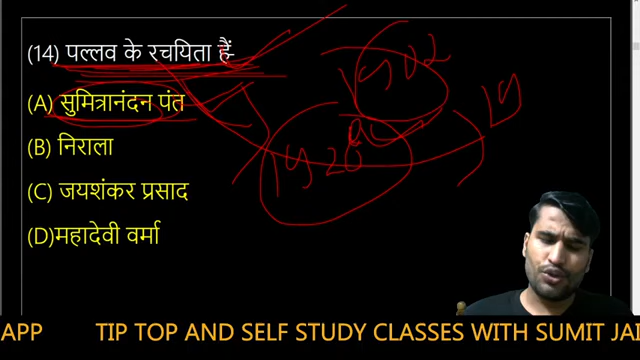 (14) पल्लव के रचयिता हैं-
(A) सुमित्रानंदन पंत
(B) निराला
(C) जयशंकर प्रसाद
(D)महादेवी वर्मा
APP TIP TOP AND SELF STUDY CLASSES WITH SUMIT JAI